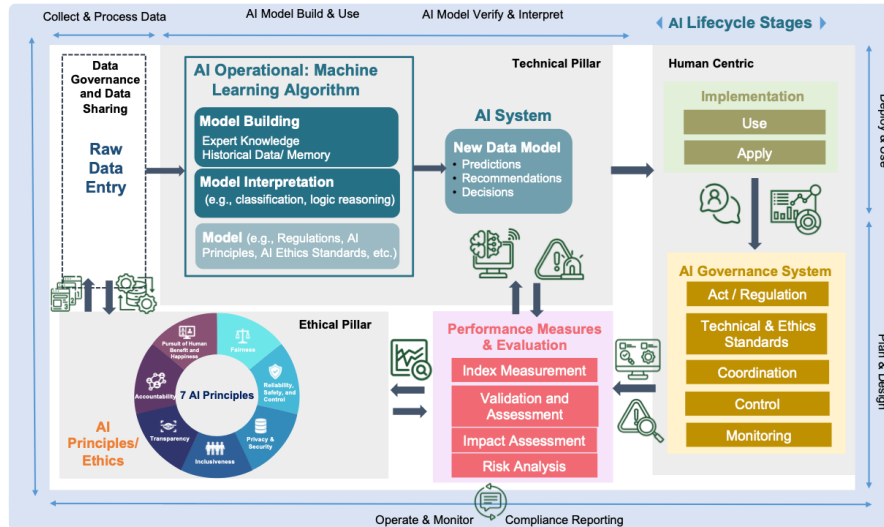 Collect & Process Data
AI Model Build & Use
AI Model Verify & Interpret
AI Lifecycle Stages
Data
Governance
and Data
Sharing
Raw
Data
Entry
AI Operational: Machine
Learning Algorithm
Model Building
Expert Knowledge
Historical Data/ Memory
Model Interpretation
(e.g., classification, logic reasoning)
Model (e.g., Regulations, AI
Principles, AI Ethics Standards, etc.)
Technical Pillar
AI System
New Data Model
• Predictions
• Recommendations
• Decisions
Human Centric
Implementation
Use
Apply
Deploy & Use
AI Governance System
Act / Regulation
Technical & Ethics
Standards
Coordination
Control
Monitoring
Plan & Design
Ethical Pillar
7 AI Principles
Pursuit of Human
Benefit and
Happiness
Fairness
Reliability,
Safety, and
Control
Privacy &
Security
Inclusiveness
Transparency
Accountability
AI
Principles/
Ethics
Performance Measures
& Evaluation
Index Measurement
Validation and
Assessment
Impact Assessment
Risk Analysis
Operate & Monitor
Compliance Reporting